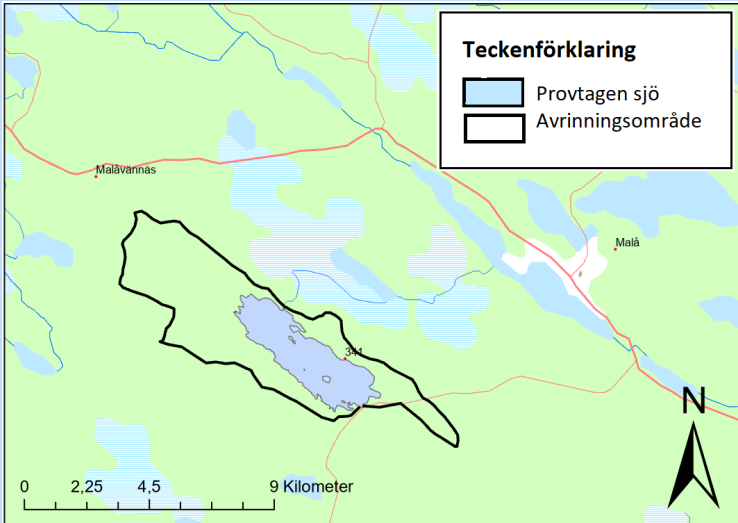 Teckenförklaring
Provtagen sjö
Avrinningsområde
Malåvännäs
Malå
341
N
0 2,25 4,5 9 Kilometer